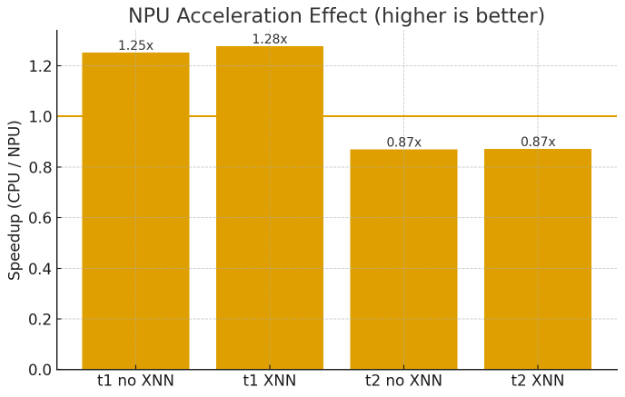 NPU Acceleration Effect (higher is better)
1.25x
1.28x
0.87x
0.87x
Speedup (CPU / NPU)
1.2
1.0
0.8
0.6
0.4
0.2
0.0
t1 no XNN
t1 XNN
t2 no XNN
t2 XNN